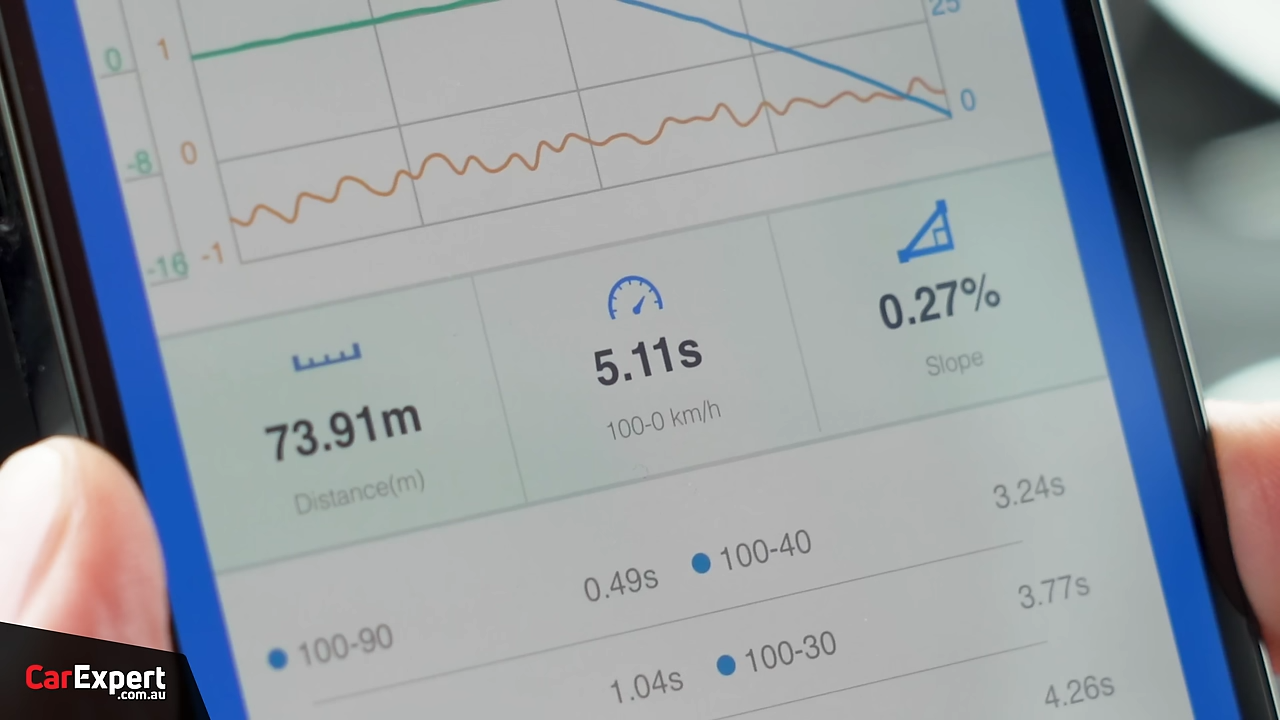 25
0
1
-8
0
0
-16
-1
73.91m
Distance(m)
5.11s
100-0 km/h
0.27%
Slope
100-90
0.49s
100-40
3.24s
1.04s
100-30
3.77s
4.26s
CarExpert
.com.au